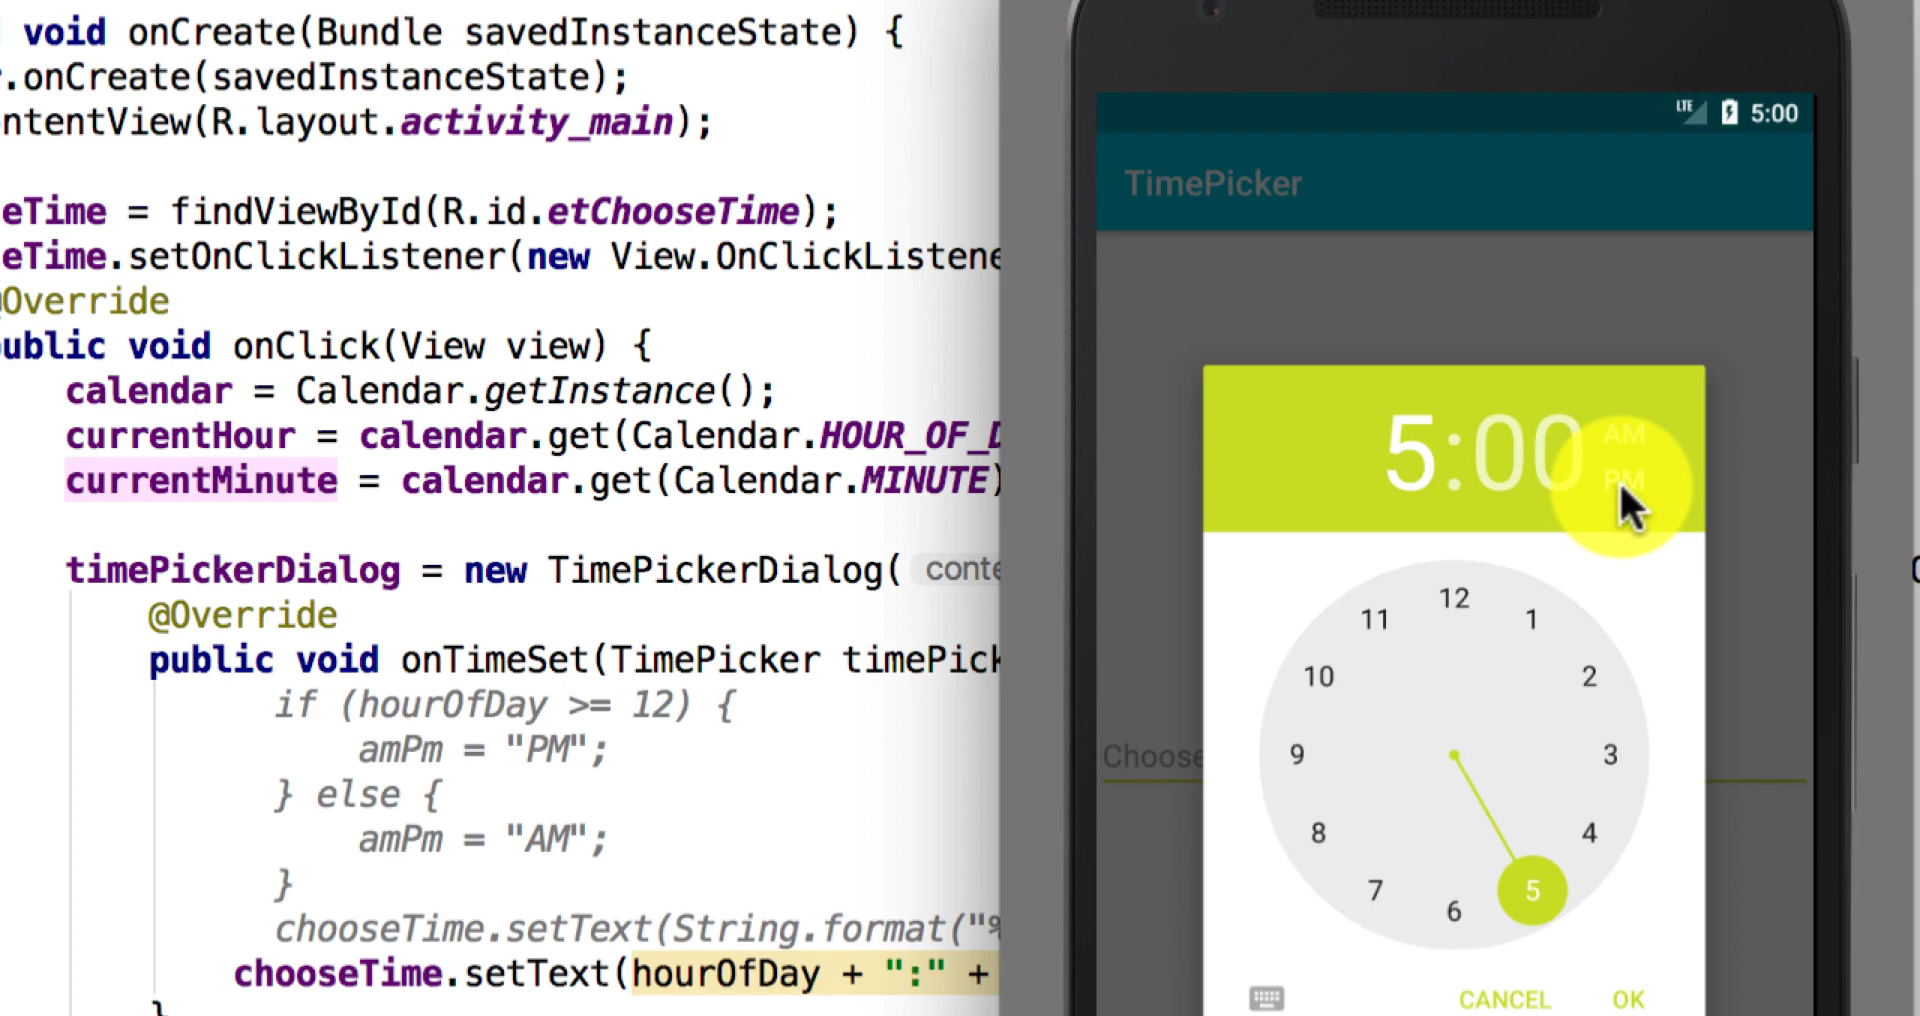 void onCreate(Bundle savedInstanceState) {
.onCreate(savedInstanceState);
ntentView(R.layout.activity_main);
eTime = findViewById(R.id.etChooseTime);
eTime.setOnClickListener(new View.OnClickListene
@Override
ublic void onClick(View view) {
calendar = Calendar.getInstance();
currentHour = calendar.get(Calendar.HOUR_OF_D
currentMinute = calendar.get(Calendar.MINUTE)
timePickerDialog = new TimePickerDialog( conte
@Override
public void onTimeSet(TimePicker timePick
if (hourOfDay >= 12) {
amPm = "PM";
} else {
amPm = "AM";
}
chooseTime.setText(String.format("%
chooseTime.setText(hourOfDay + ":" +
}
LTE 5:00
TimePicker
5:00
AM
PM
Choose
12
11
1
10
2
9
3
8
4
7
5
6
CANCEL OK